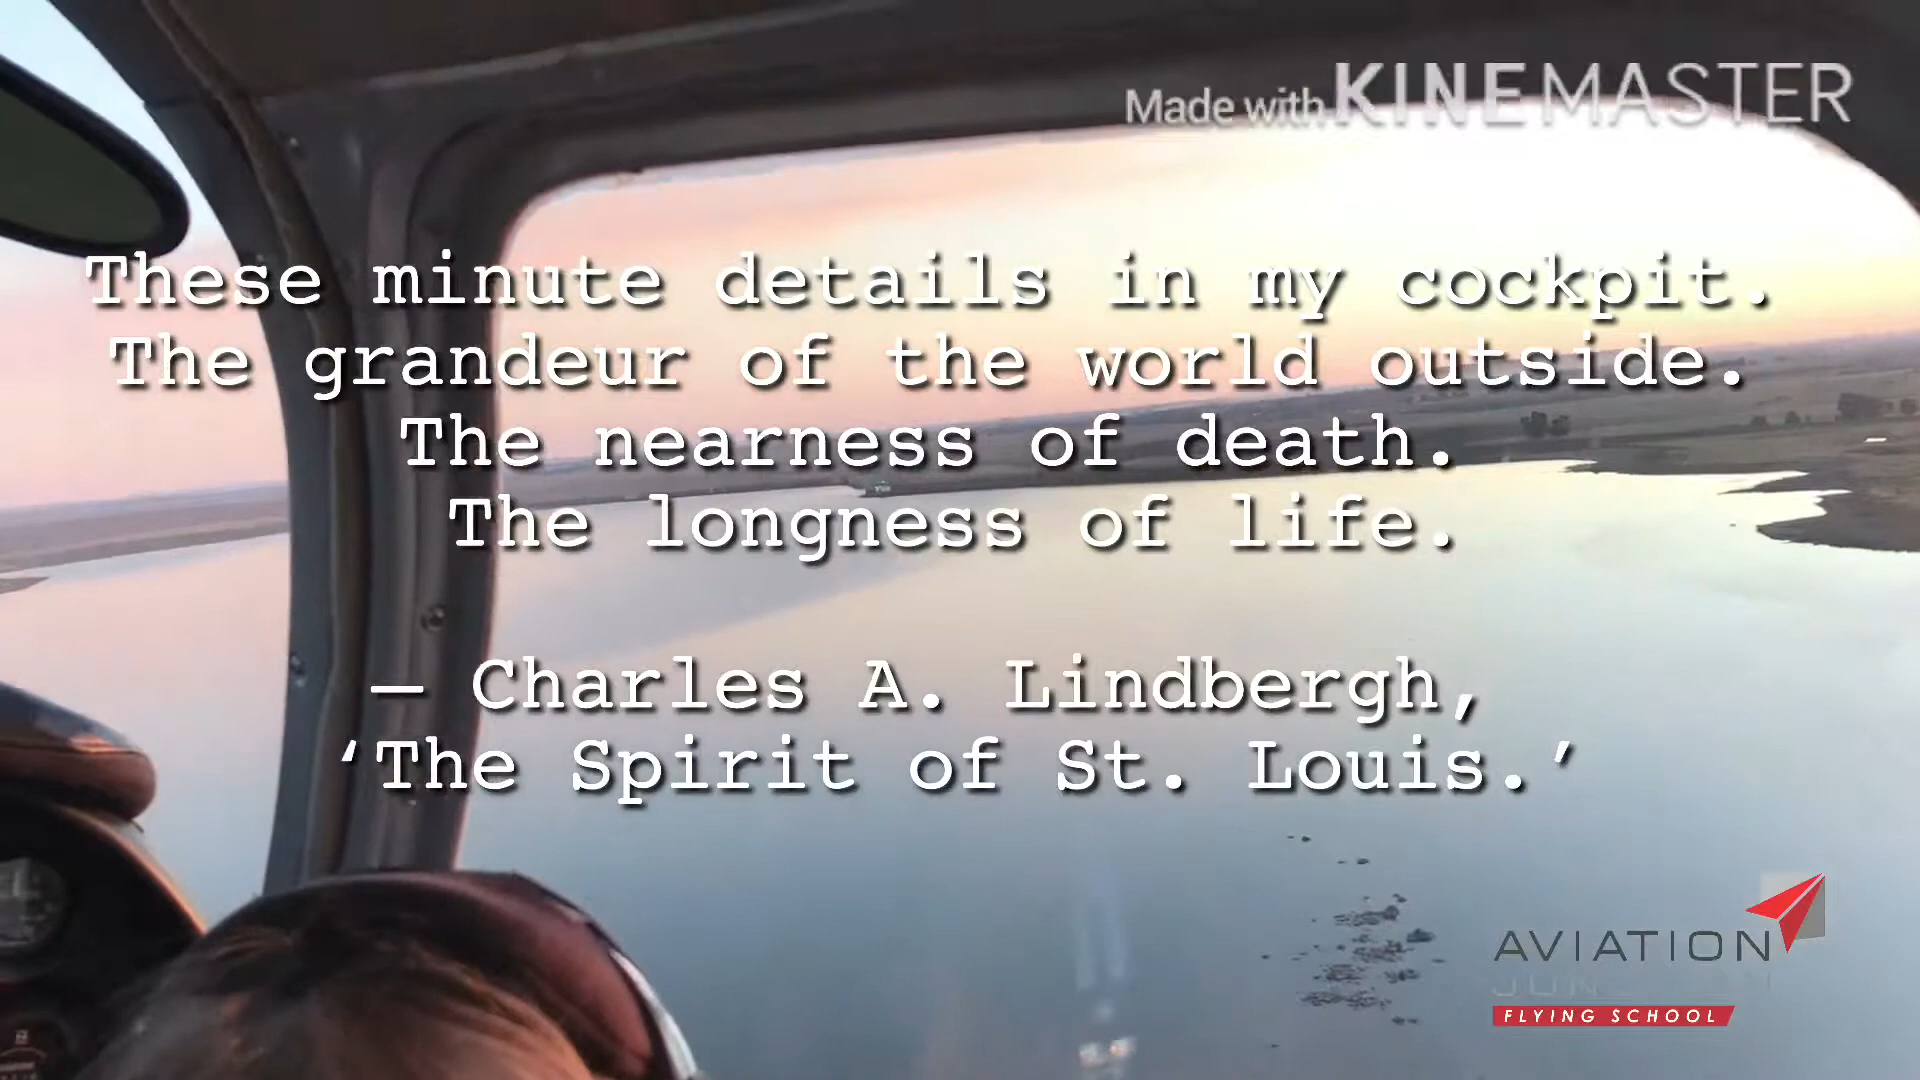 Made with KINEMASTER
These minute details in my cockpit.
The grandeur of the world outside.
The nearness of death.
The longness of life.
— Charles A. Lindbergh,
‘The Spirit of St. Louis.’
AVIATION
FLYING SCHOOL